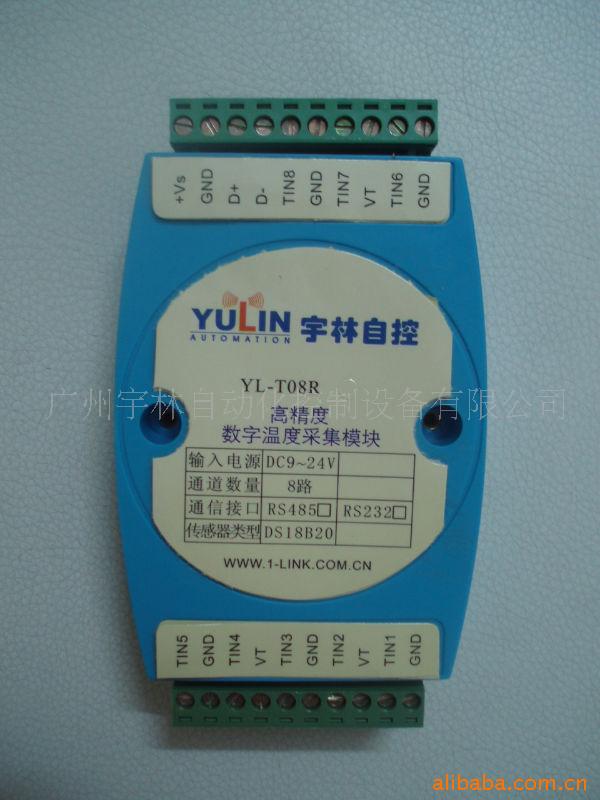 +Vs GND D+ D- TIN8 GND TIN7 VT TIN6 GND
YULIN 宇林自控
AUTOMATION
YL-T08R
广州宇林自动化控制设备有限公司
高精度
数字温度采集模块
输入电源 DC9~24V
通道数量 8路
通信接口 RS485□ RS232□
传感器类型 DS18B20
WWW.1-LINK.COM.CN
TIN5 GND TIN4 VT TIN3 GND TIN2 VT TIN1 GND
alibaba.com.cn